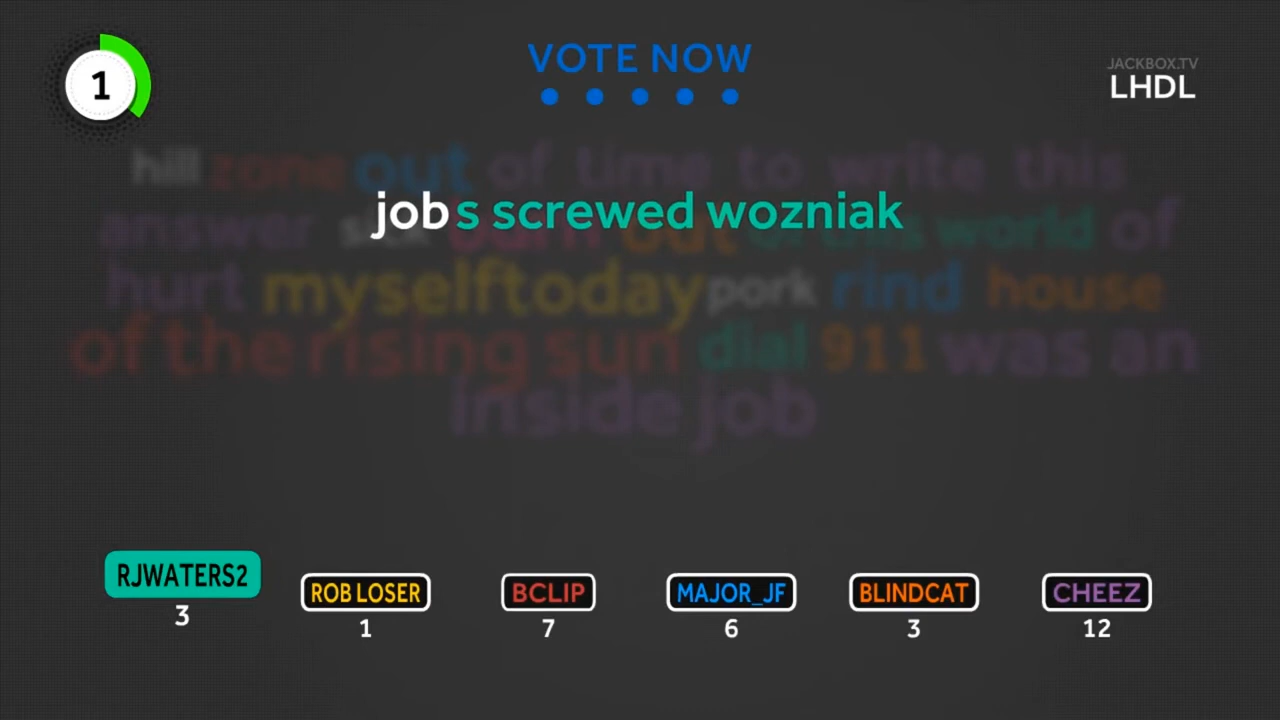 1
VOTE NOW
JACKBOX.TV
LHDL
hill zone out of time to write this
jobs screwed wozniak
answer sick burn out of this world of
hurt myselftoday pork rind house
of the rising sun dial 911 was an
inside job
RJWATERS2
3
ROB LOSER
1
BCLIP
7
MAJOR_JF
6
BLINDCAT
3
CHEEZ
12